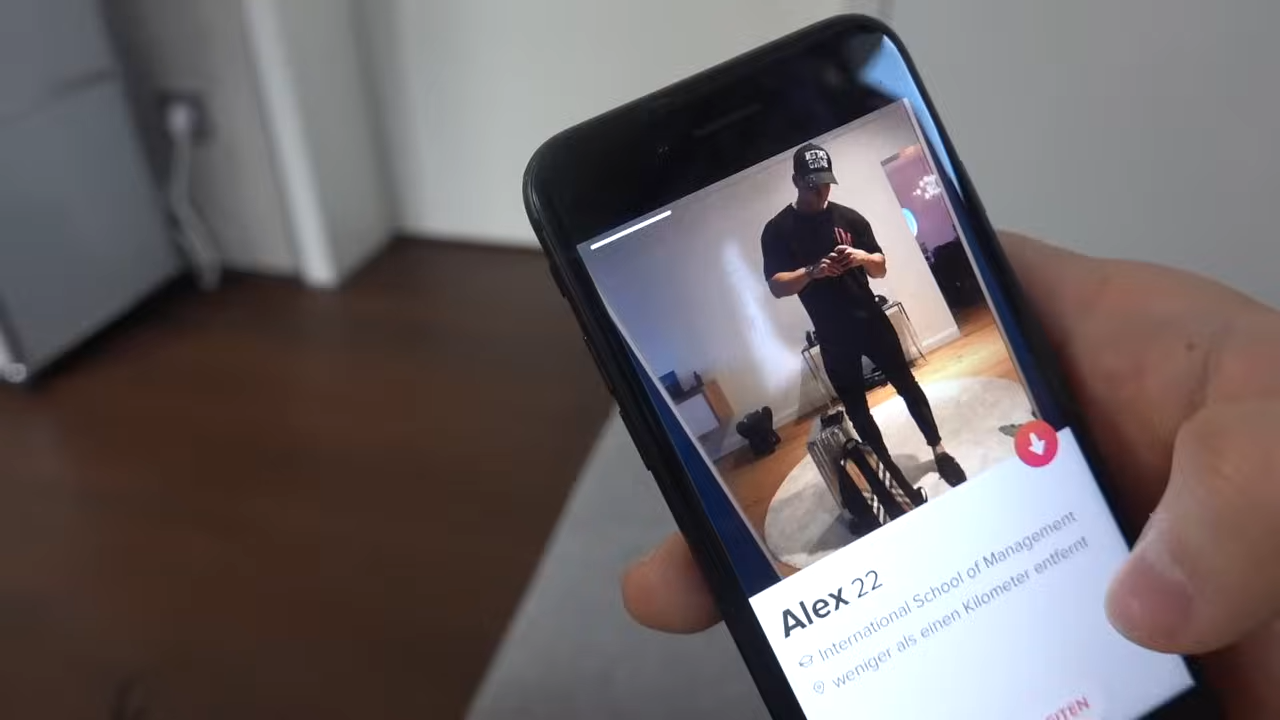 Alex 22
International School of Management
weniger als einen Kilometer entfernt